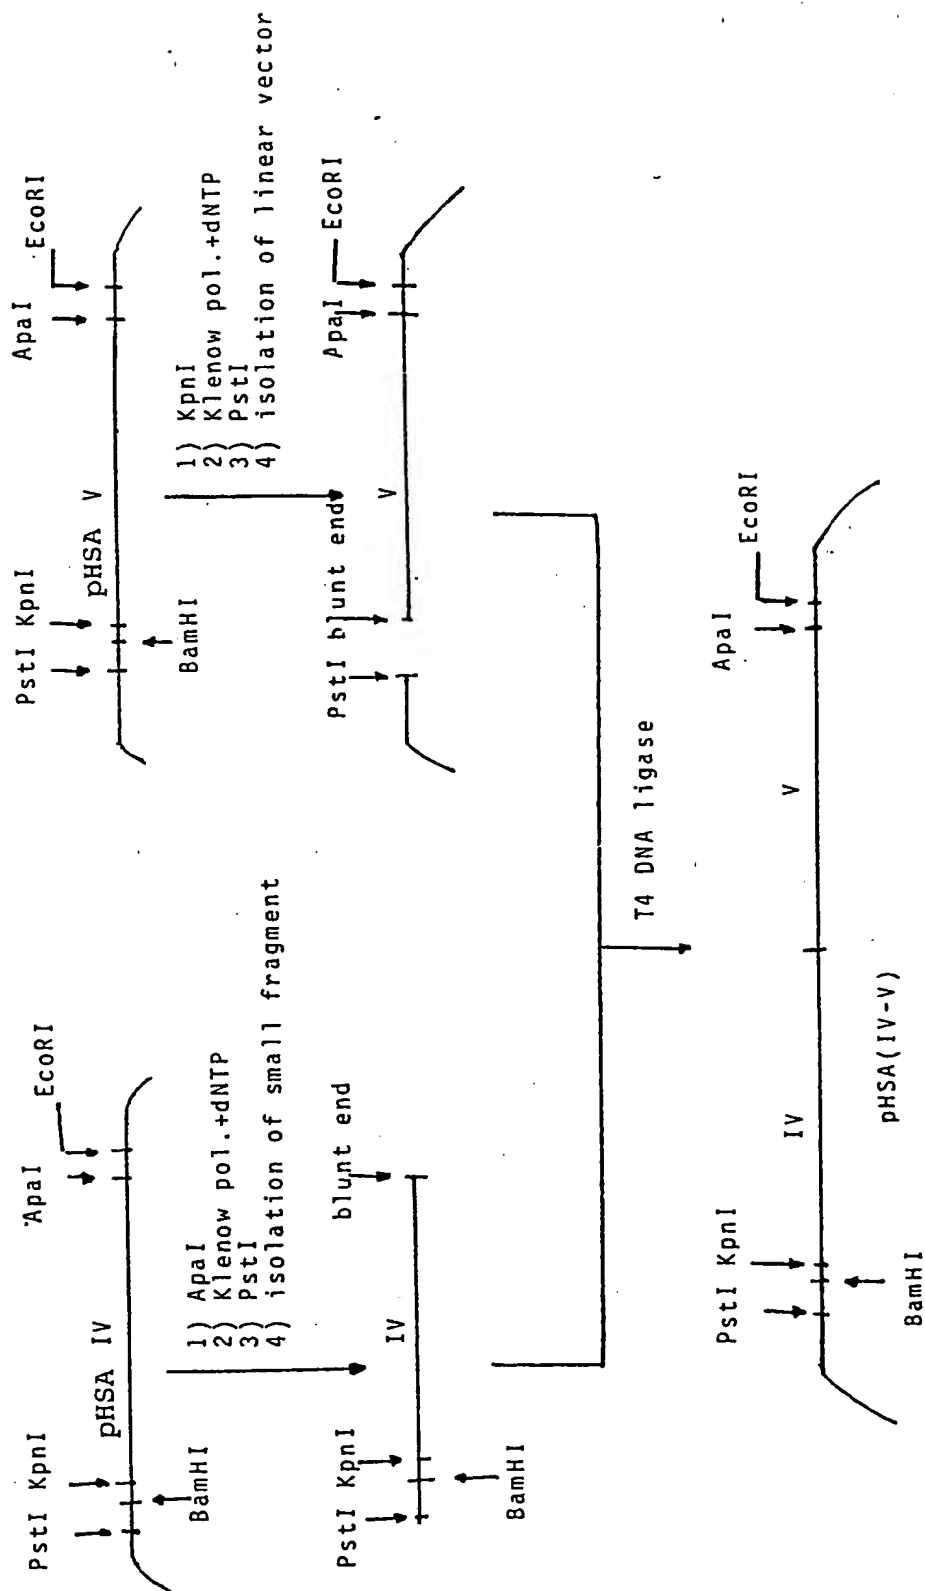 PstI KpnI
pHSA IV
ApaI
EcoRI
BamHI
1) ApaI
2) Klenow pol.+dNTP
3) PstI
4) isolation of small fragment
PstI KpnI
IV
blunt end
BamHI
PstI KpnI
pHSA V
ApaI
EcoRI
BamHI
1) KpnI
2) Klenow pol.+dNTP
3) PstI
4) isolation of linear vector
PstI blunt end
V
ApaI
EcoRI
T4 DNA ligase
PstI KpnI
IV
V
ApaI
EcoRI
BamHI
pHSA(IV-V)